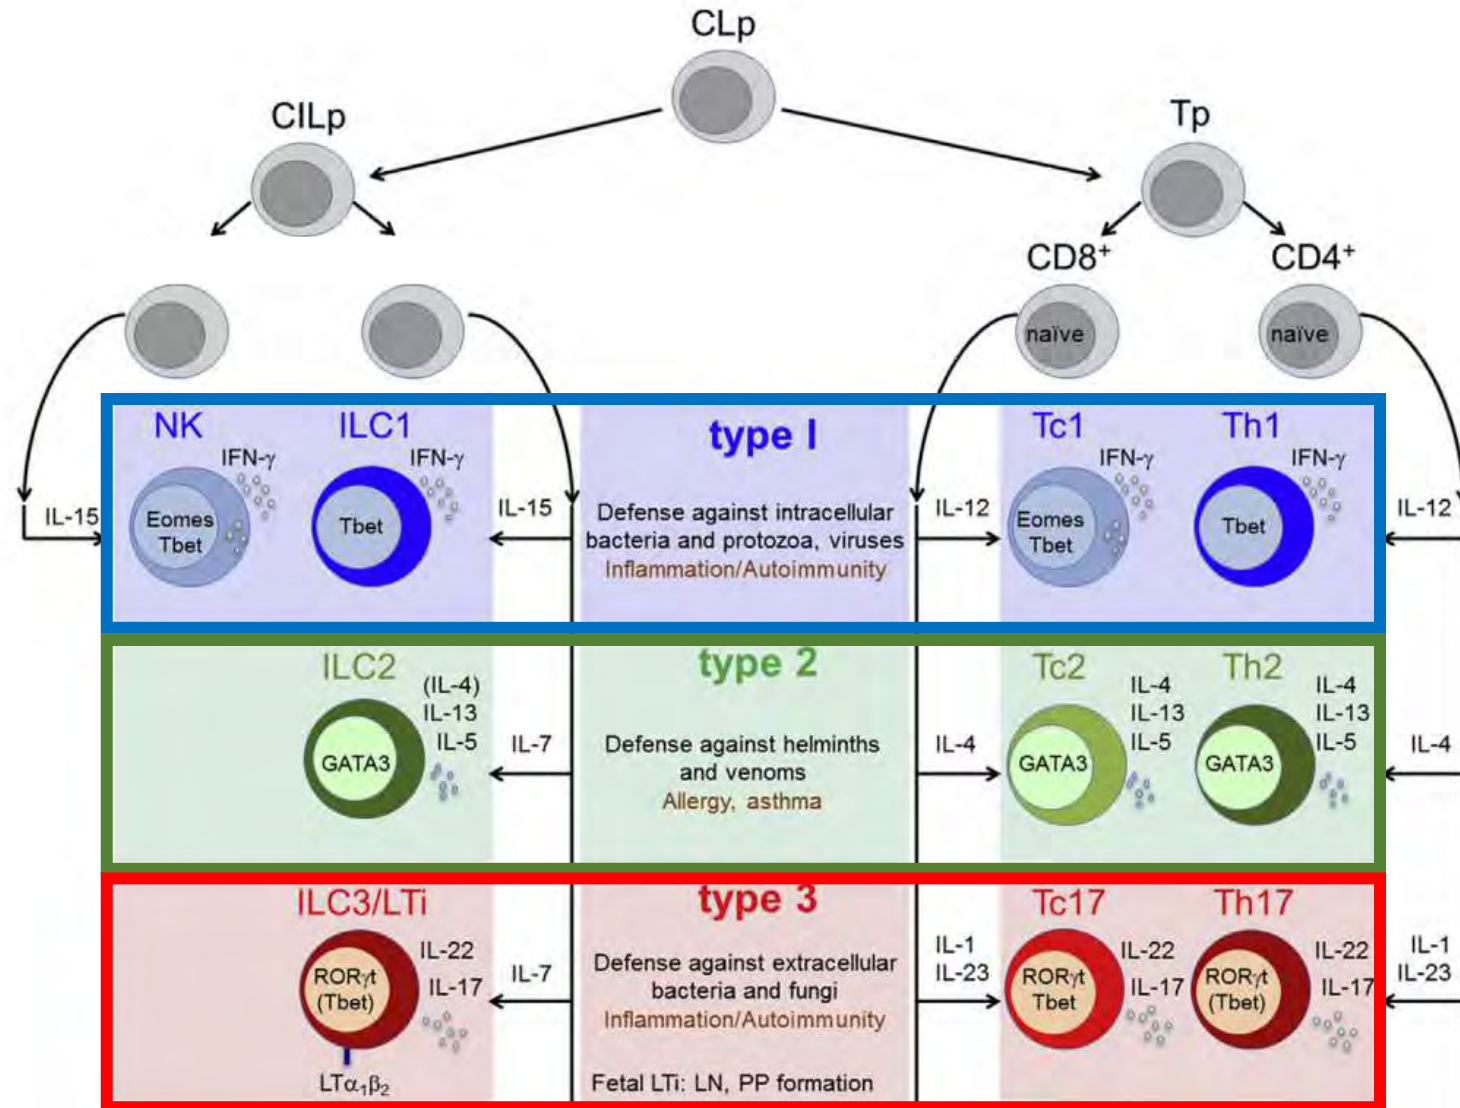 CLp
CILp
Tp
CD8⁺
CD4⁺
naïve
naïve
NK
ILC1
type I
Tc1
Th1
IFN-γ
IFN-γ
IFN-γ
IFN-γ
IL-15
Eomes
Tbet
Tbet
IL-15
Defense against intracellular
bacteria and protozoa, viruses
Inflammation/Autoimmunity
IL-12
Eomes
Tbet
Tbet
IL-12
ILC2
type 2
Tc2
Th2
(IL-4)
IL-13
IL-5
GATA3
IL-7
Defense against helminths
and venoms
Allergy, asthma
IL-4
GATA3
IL-4
IL-13
IL-5
GATA3
IL-4
IL-13
IL-5
IL-4
ILC3/LTi
type 3
Tc17
Th17
RORγt
(Tbet)
IL-22
IL-17
LTα₁β₂
IL-7
Defense against extracellular
bacteria and fungi
Inflammation/Autoimmunity
Fetal LTi: LN, PP formation
IL-1
IL-23
RORγt
Tbet
IL-22
IL-17
RORγt
(Tbet)
IL-22
IL-17
IL-1
IL-23